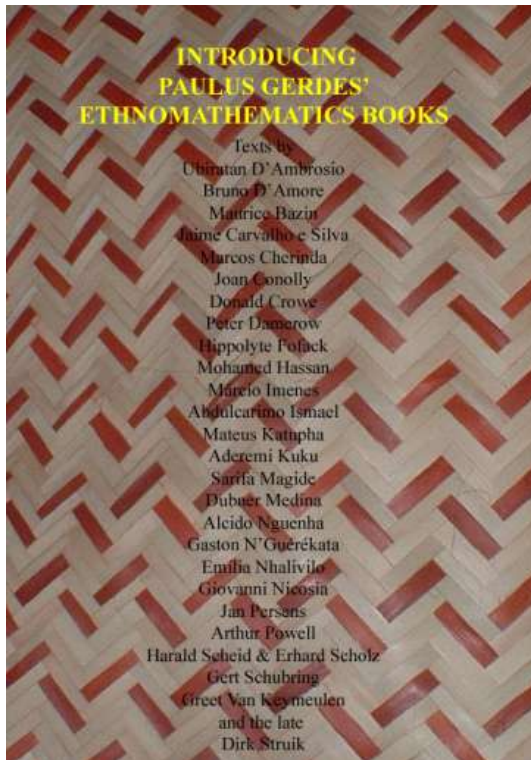 INTRODUCING
PAULUS GERDES’
ETHNOMATHEMATICS BOOKS
Texts by
Ubiratan D’Ambrosio
Bruno D’Amore
Maurice Bazin
Jaime Carvalho e Silva
Marcos Cherinda
Joan Conolly
Donald Crowe
Peter Damerow
Hippolyte Fofack
Mohamed Hassan
Márcio Imenes
Abdulcarimo Ismael
Mateus Katupha
Aderemi Kuku
Sarifa Magide
Dubner Medina
Alcido Nguenha
Gaston N’Guérékata
Emília Nhalivilo
Giovanni Nicosia
Jan Persens
Arthur Powell
Harald Scheid & Erhard Scholz
Gert Schubring
Greet Van Keymeulen
and the late
Dirk Struik